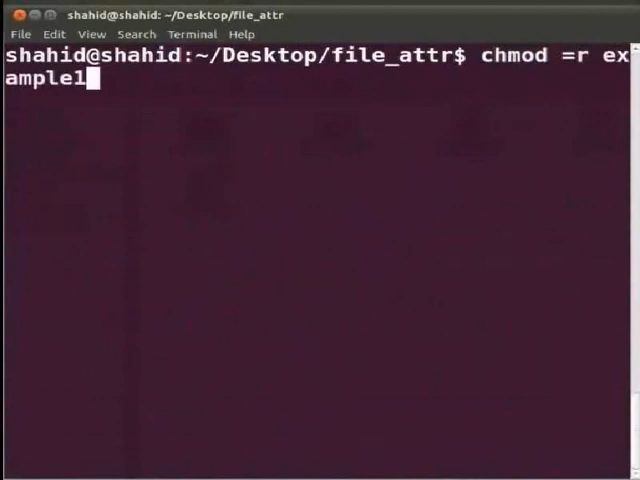 shahid@shahid: ~/Desktop/file_attr
File Edit View Search Terminal Help
shahid@shahid:~/Desktop/file_attr$ chmod =r ex
ample1